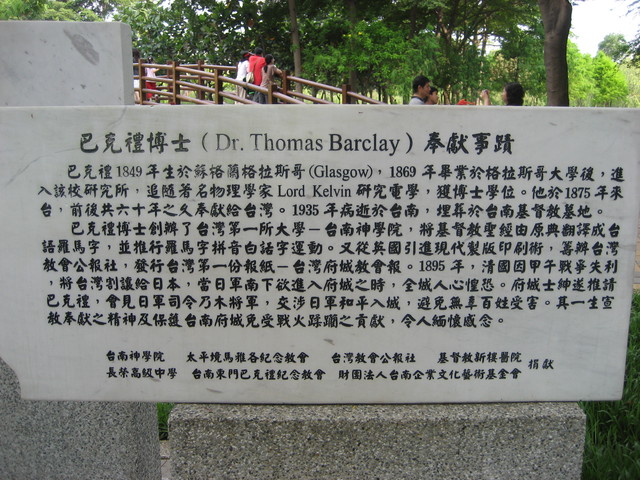 巴克禮博士(Dr. Thomas Barclay)奉獻事蹟
巴克禮1849年生於蘇格蘭格拉斯哥(Glasgow),1869年畢業於格拉斯哥大學後,進
入該校研究所,追隨著名物理學家Lord Kelvin研究電學,獲博士學位。他於1875年來
台,前後共六十年之久奉獻給台灣。1935年病逝於台南,埋葬於台南基督教墓地。
巴克禮博士創辦了台灣第一所大學-台南神學院,將基督教聖經由原典翻譯成台
語羅馬字,並推行羅馬字拼音白話字運動。又從英國引進現代製版印刷術,籌辦台灣
教會公報社,發行台灣第一份報紙-台灣府城教會報。1895年,清國因甲午戰爭失利
,將台灣割讓給日本,當日軍南下欲進入府城之時,全城人心惶恐。府城士紳遂推請
巴克禮,會見日軍司令乃木將軍,交涉日軍和平入城,避免無辜百姓受害。其一生宣
教奉獻之精神及保護台南府城免受戰火蹂躪之貢獻,令人緬懷感念。
台南神學院 太平境馬雅各紀念教會 台灣教會公報社 基督教新樓醫院
長榮高級中學 台南東門巴克禮紀念教會 財團法人台南企業文化藝術基金會 捐獻